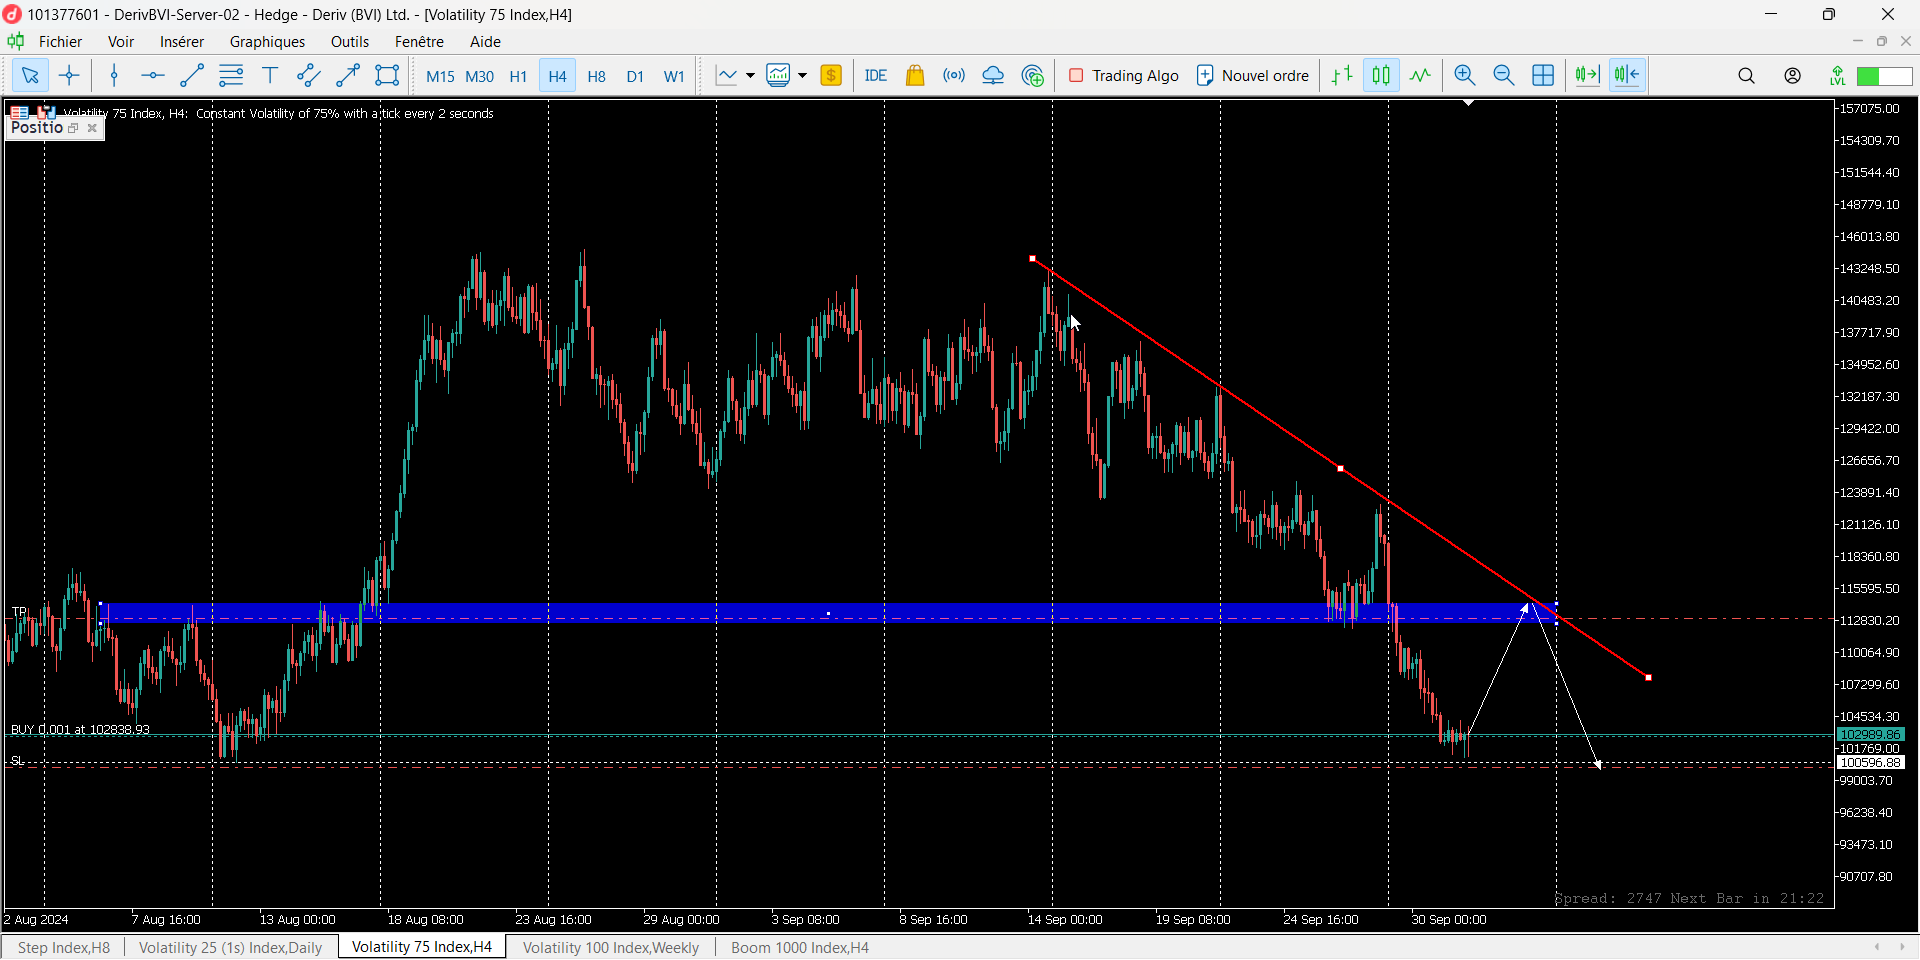 101377601 - DerivBVI-Server-02 - Hedge - Deriv (BVI) Ltd. - [Volatility 75 Index,H4]
Fichier Voir Insérer Graphiques Outils Fenêtre Aide
M15 M30 H1 H4 H8 D1 W1 IDE Trading Algo Nouvel ordre LVL
Volatility 75 Index, H4: Constant Volatility of 75% with a tick every 2 seconds
Positio
157075.00
154309.70
151544.40
148779.10
146013.80
143248.50
140483.20
137717.90
134952.60
132187.30
129422.00
126656.70
123891.40
121126.10
118360.80
115595.50
TP
112830.20
110064.90
107299.60
104534.30
BUY 0.001 at 102838.93
102989.86
101769.00
SL
100596.88
99003.70
96238.40
93473.10
90707.80
Spread: 2747 Next Bar in 21:22
2 Aug 2024 7 Aug 16:00 13 Aug 00:00 18 Aug 08:00 23 Aug 16:00 29 Aug 00:00 3 Sep 08:00 8 Sep 16:00 14 Sep 00:00 19 Sep 08:00 24 Sep 16:00 30 Sep 00:00
Step Index,H8 Volatility 25 (1s) Index,Daily Volatility 75 Index,H4 Volatility 100 Index,Weekly Boom 1000 Index,H4